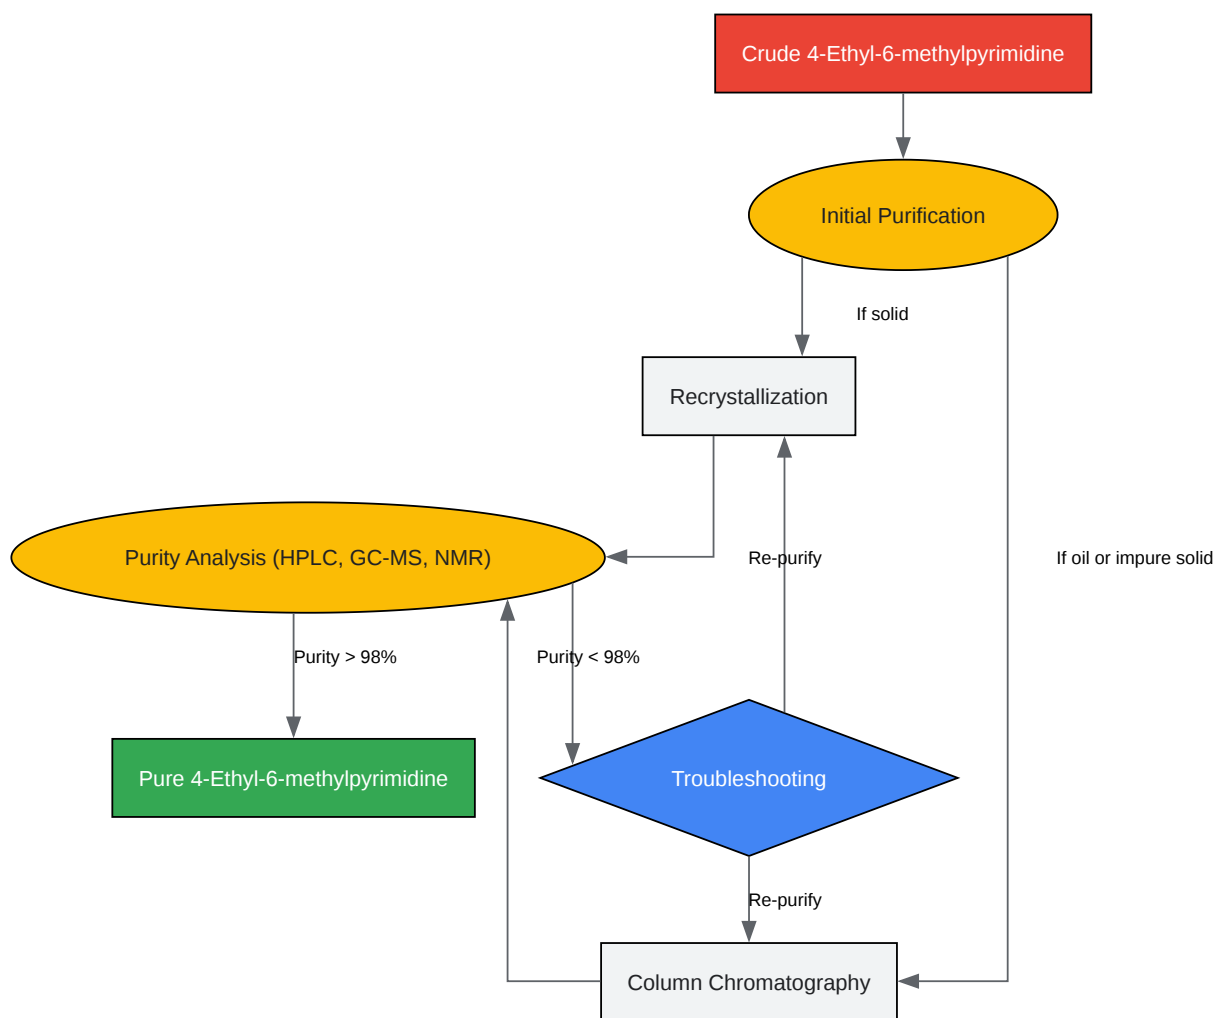 Crude 4-Ethyl-6-methylpyrimidine
Initial Purification
If solid
Recrystallization
Purity Analysis (HPLC, GC-MS, NMR)
Re-purify
If oil or impure solid
Purity > 98%
Purity < 98%
Pure 4-Ethyl-6-methylpyrimidine
Troubleshooting
Re-purify
Column Chromatography